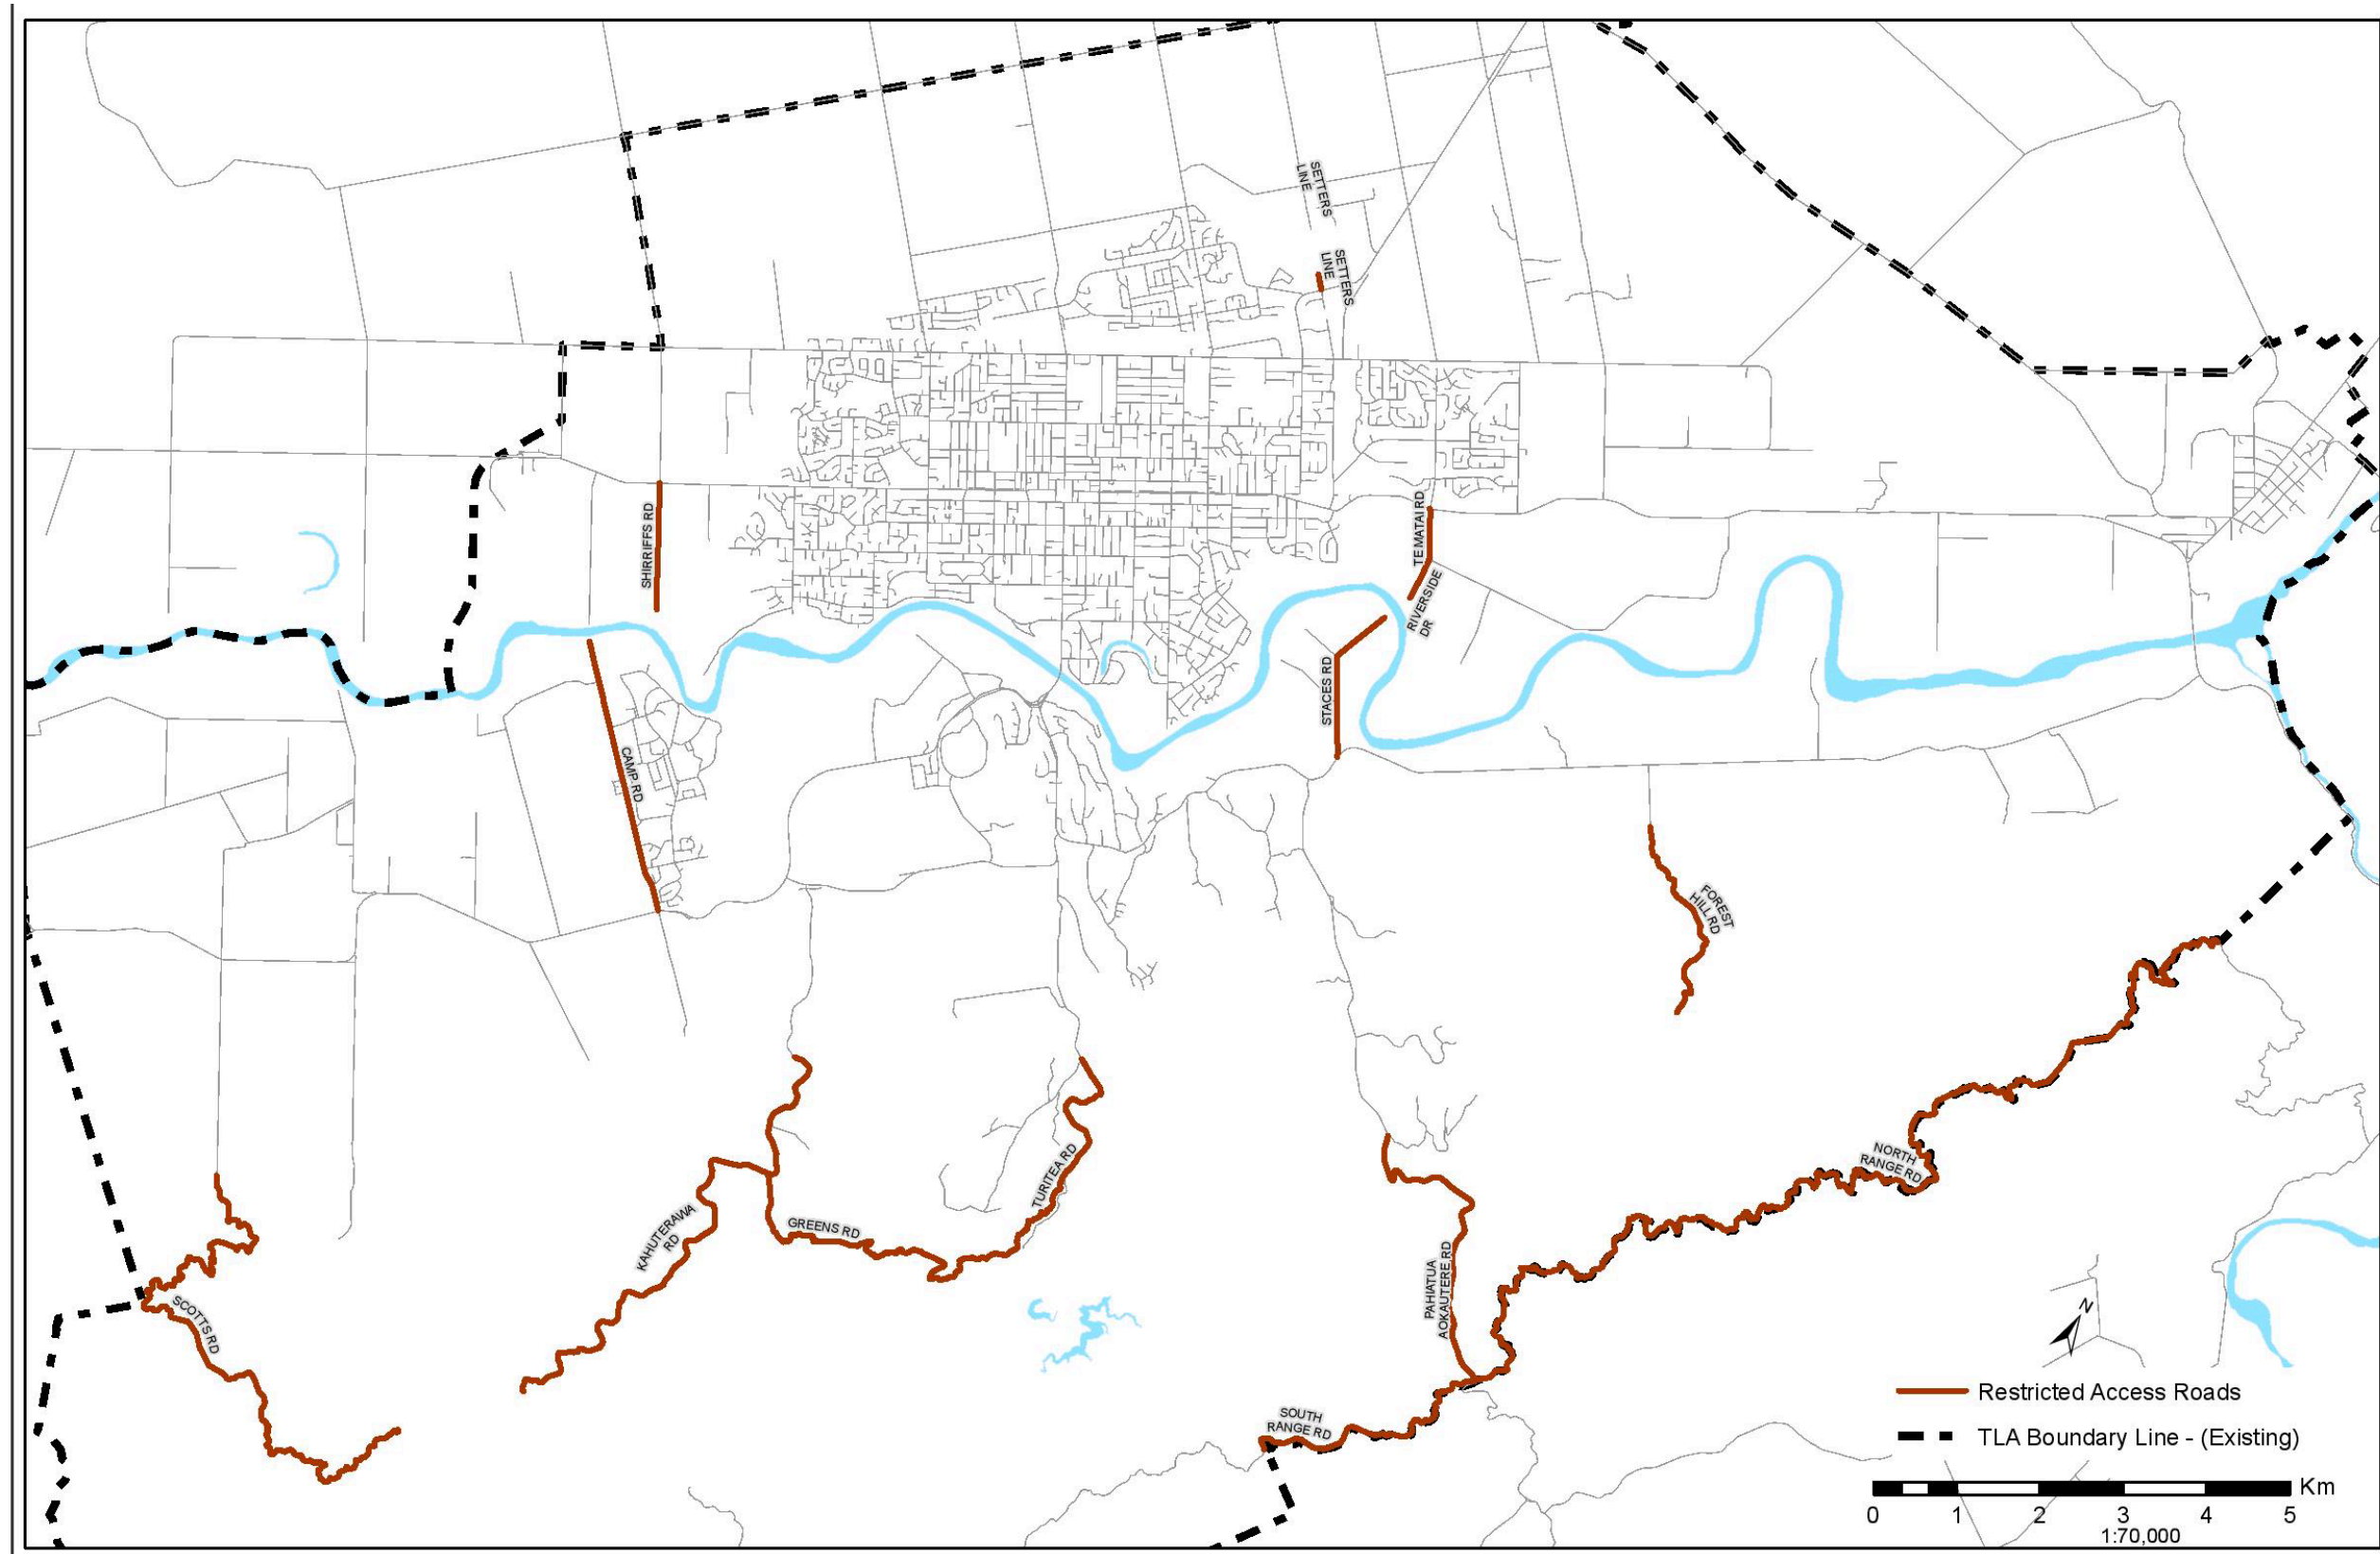 SETTERS
LINE
SETTERS
LINE
SHIRRIFFS RD
TE MATAI RD
RIVERSIDE
DR
STACES RD
CAMP RD
FOREST
HILL RD
NORTH
RANGE RD
TURITEA RD
KAHUTERAWA
RD
GREENS RD
PAHIATUA
AOKAUTERE RD
SCOTTS RD
SOUTH
RANGE RD
N
Restricted Access Roads
TLA Boundary Line - (Existing)
Km
0 1 2 3 4 5
1:70,000